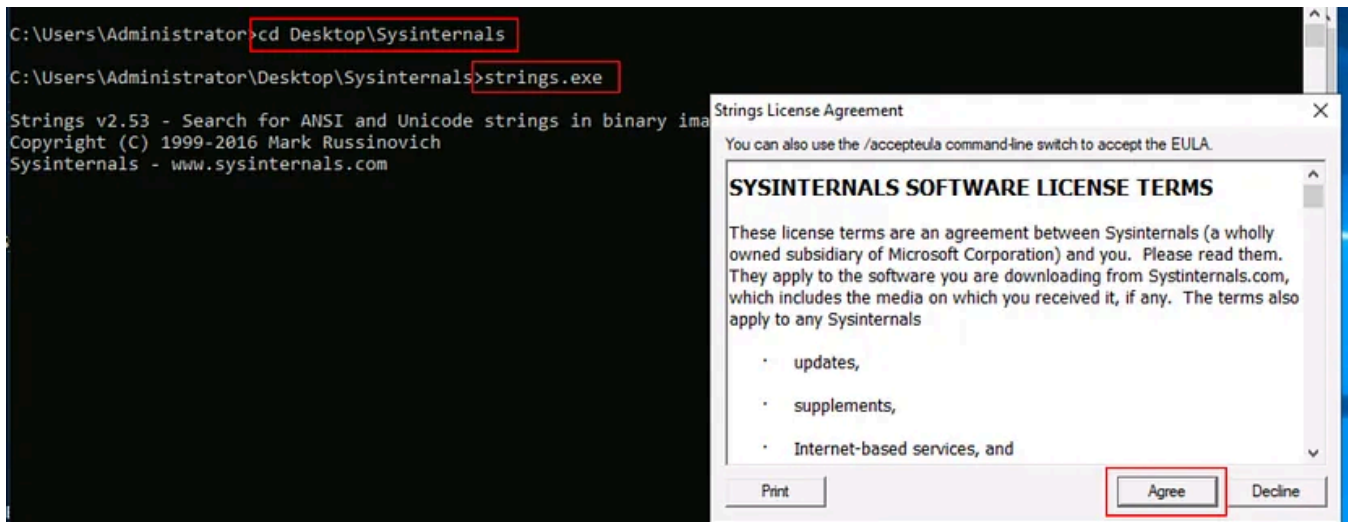 C:\Users\Administrator>cd Desktop\Sysinternals
C:\Users\Administrator\Desktop\Sysinternals>strings.exe
Strings v2.53 - Search for ANSI and Unicode strings in binary ima
Copyright (C) 1999-2016 Mark Russinovich
Sysinternals - www.sysinternals.com
Strings License Agreement
You can also use the /accepteula command-line switch to accept the EULA.
SYSINTERNALS SOFTWARE LICENSE TERMS
These license terms are an agreement between Sysinternals (a wholly
owned subsidiary of Microsoft Corporation) and you. Please read them.
They apply to the software you are downloading from Systinternals.com,
which includes the media on which you received it, if any. The terms also
apply to any Sysinternals
· updates,
· supplements,
· Internet-based services, and
Print
Agree
Decline